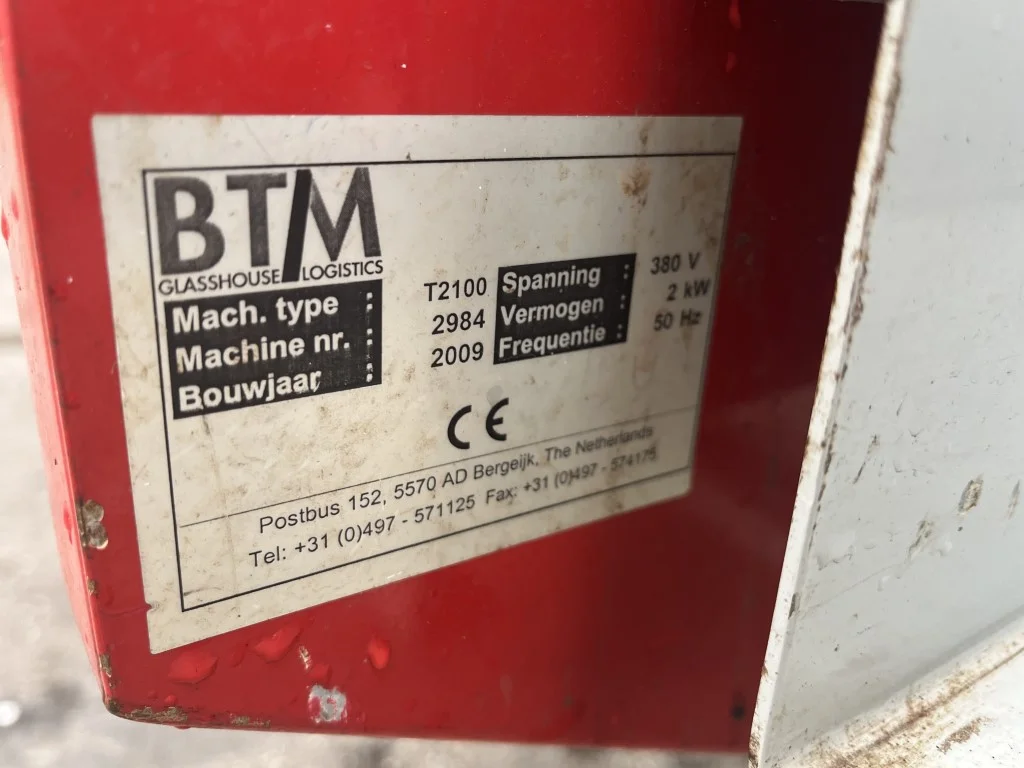 BTM
GLASSHOUSE LOGISTICS
Mach. type : T2100 Spanning : 380 V
Machine nr. : 2984 Vermogen : 2 kW
Bouwjaar : 2009 Frequentie : 50 Hz
CE
Postbus 152, 5570 AD Bergeijk, The Netherlands
Tel: +31 (0)497 - 571125 Fax: +31 (0)497 - 574175